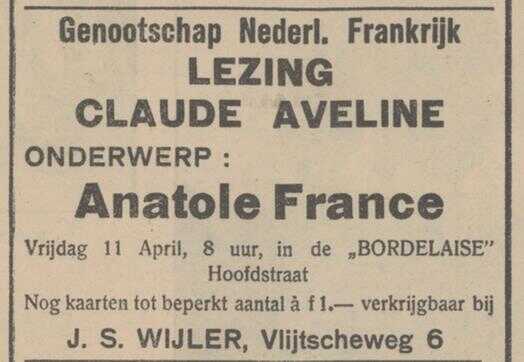 Genootschap Nederl. Frankrijk
LEZING
CLAUDE AVELINE
ONDERWERP :
Anatole France
Vrijdag 11 April, 8 uur, in de „BORDELAISE”
Hoofdstraat
Nog kaarten tot beperkt aantal à f 1.— verkrijgbaar bij
J. S. WIJLER, Vlijtscheweg 6